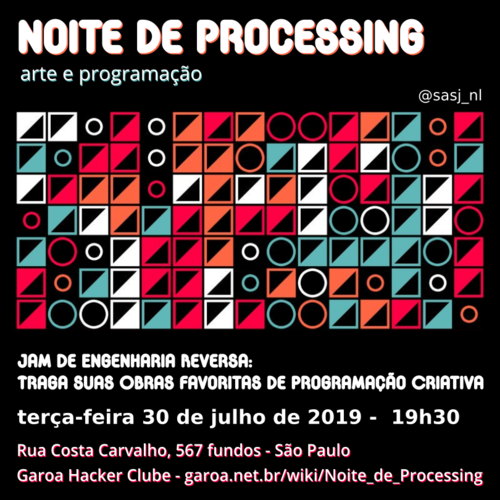 NOITE DE PROCESSING
arte e programação
@sasj_nl
JAM DE ENGENHARIA REVERSA:
TRAGA SUAS OBRAS FAVORITAS DE PROGRAMAÇÃO CRIATIVA
terça-feira 30 de julho de 2019 - 19h30
Rua Costa Carvalho, 567 fundos - São Paulo
Garoa Hacker Clube - garoa.net.br/wiki/Noite_de_Processing